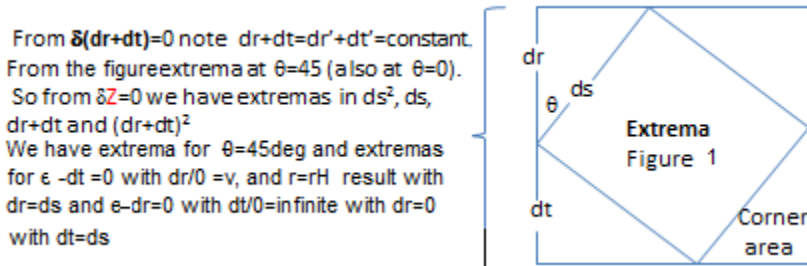 From δ(dr+dt)=0 note dr+dt=dr′+dt′=constant.
From the figureextrema at θ=45 (also at θ=0).
So from δZ=0 we have extremas in ds², ds,
dr+dt and (dr+dt)²
We have extrema for θ=45deg and extremas
for ϵ -dt =0 with dr/0 =v, and r=rH result with
dr=ds and e–dr=0 with dt/0=infinite with dr=0
with dt=ds
dr
ds
θ
Extrema
Figure 1
dt
Corner
area